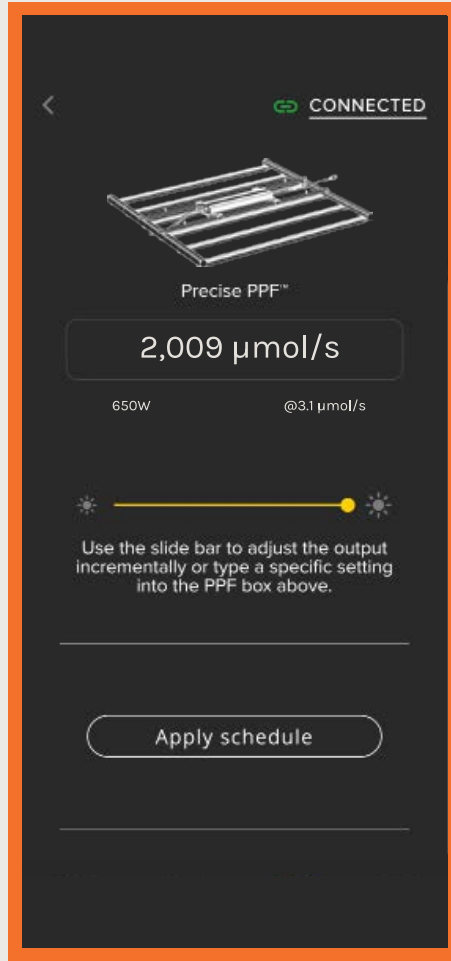 CONNECTED
Precise PPF™
2,009 µmol/s
650W @3.1 µmol/s
Use the slide bar to adjust the output
incrementally or type a specific setting
into the PPF box above.
Apply schedule